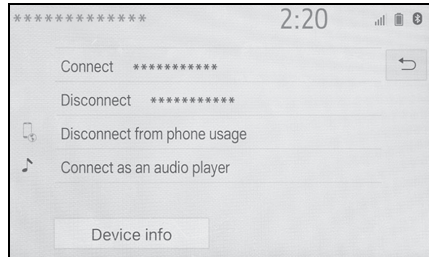 ************* 2:20
Connect ***********
Disconnect ***********
Disconnect from phone usage
Connect as an audio player
Device info